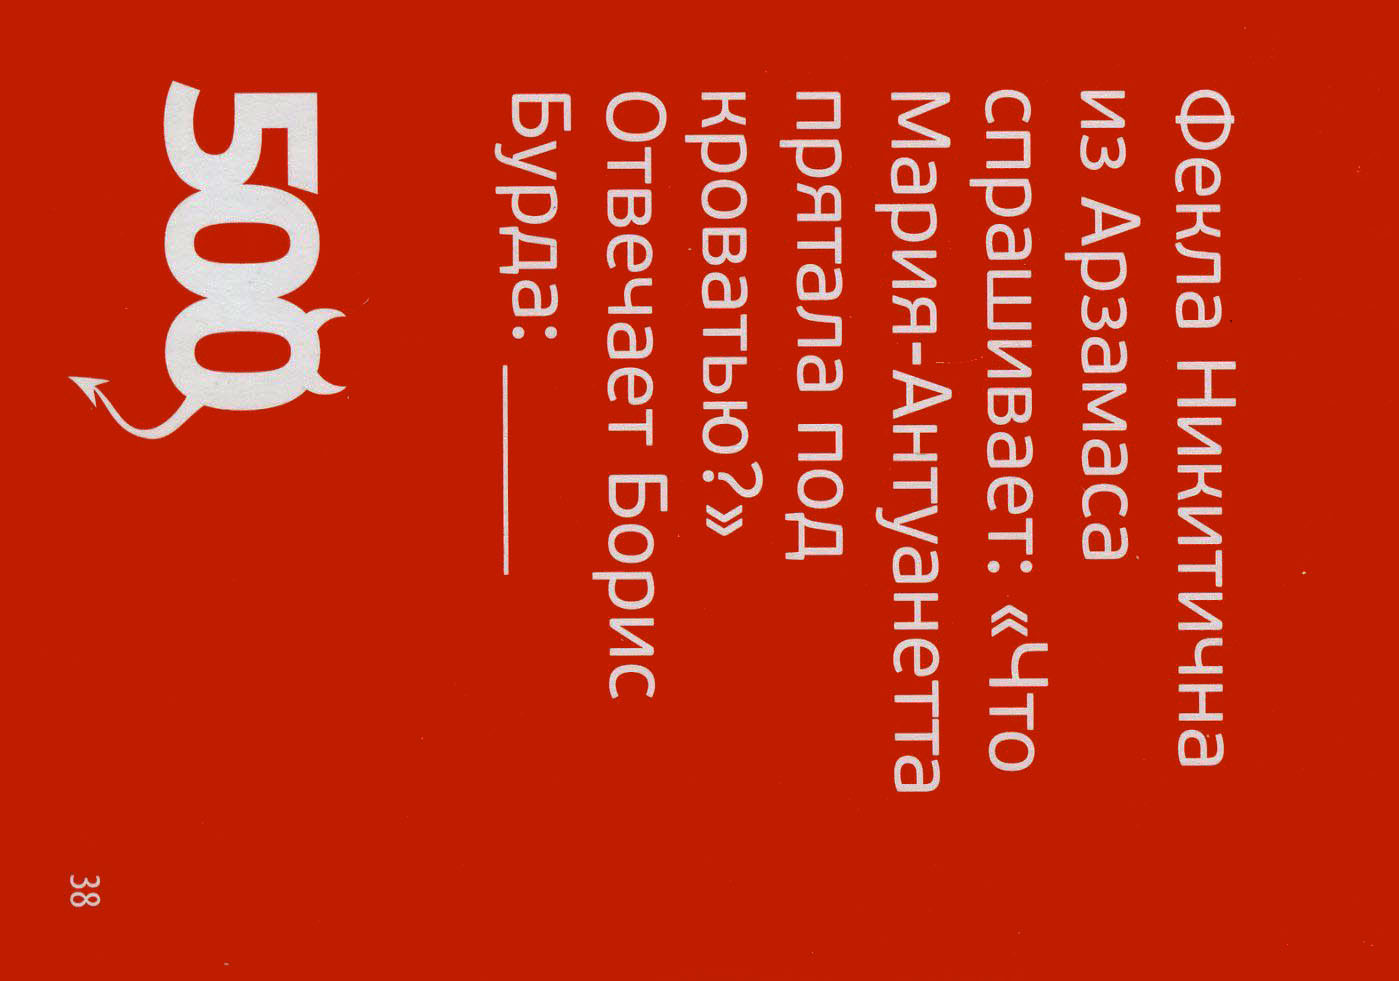 Фекла Никитична
из Арзамаса
спрашивает: «Что
Мария-Антуанетта
прятала под
кроватью?»
Отвечает Борис
Бурда: _____
500
38